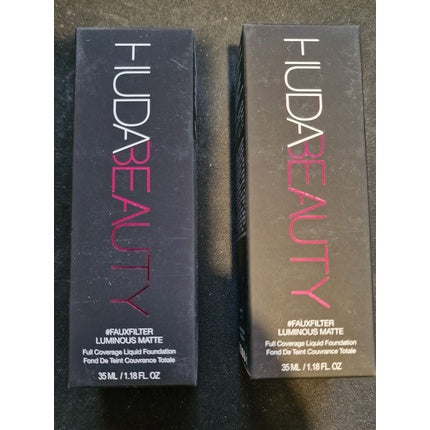 HUDABEAUTY
#FAUXFILTER
LUMINOUS MATTE
Full Coverage Liquid Foundation
Fond De Teint Couvrance Totale
35 ML / 1.18 FL. OZ
HUDABEAUTY
#FAUXFILTER
LUMINOUS MATTE
Full Coverage Liquid Foundation
Fond De Teint Couvrance Totale
35 ML / 1.18 FL. OZ